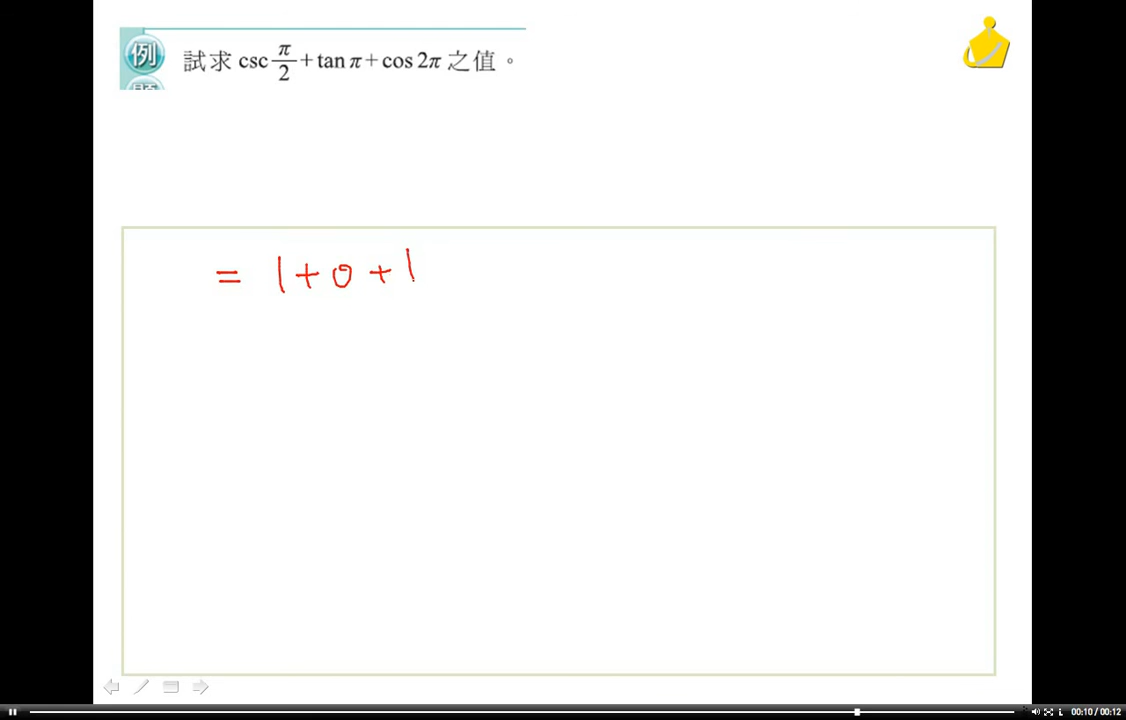 例
試求 csc π/2 + tan π + cos 2π 之值。
= 1 + 0 + 1
00:10 / 00:12